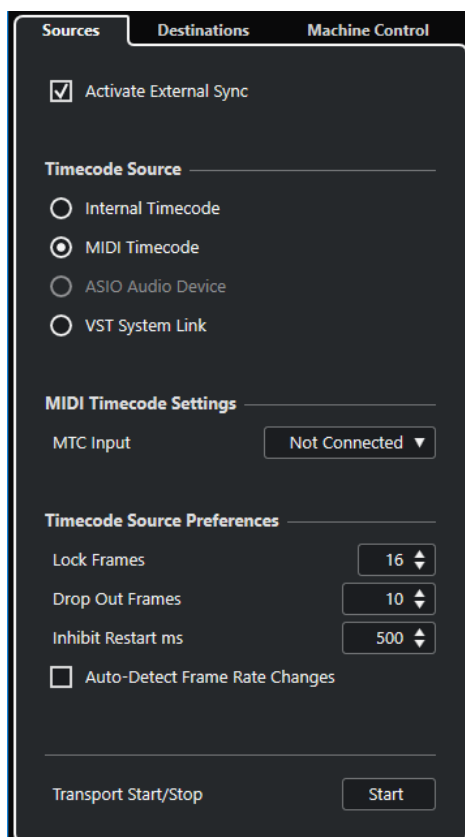 Sources Destinations Machine Control
Activate External Sync
Timecode Source
Internal Timecode
MIDI Timecode
ASIO Audio Device
VST System Link
MIDI Timecode Settings
MTC Input Not Connected
Timecode Source Preferences
Lock Frames 16
Drop Out Frames 10
Inhibit Restart ms 500
Auto-Detect Frame Rate Changes
Transport Start/Stop Start